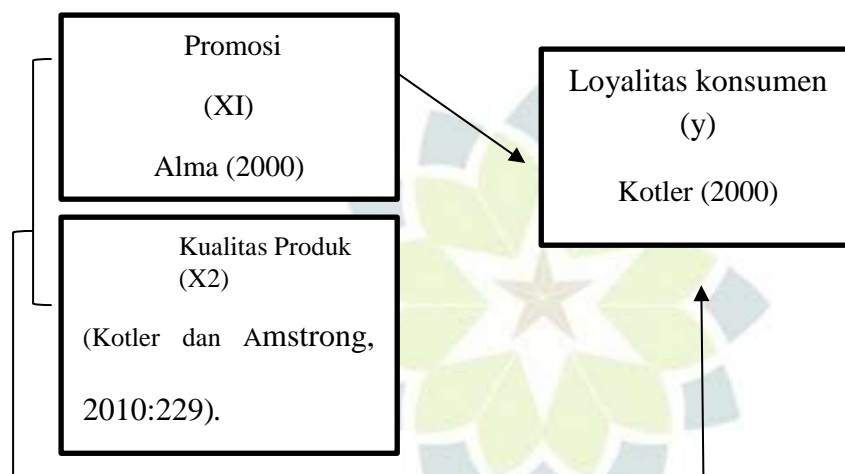 Promosi
(XI)
Alma (2000)
Kualitas Produk
(X2)
(Kotler dan Amstrong,
2010:229).
Loyalitas konsumen
(y)
Kotler (2000)